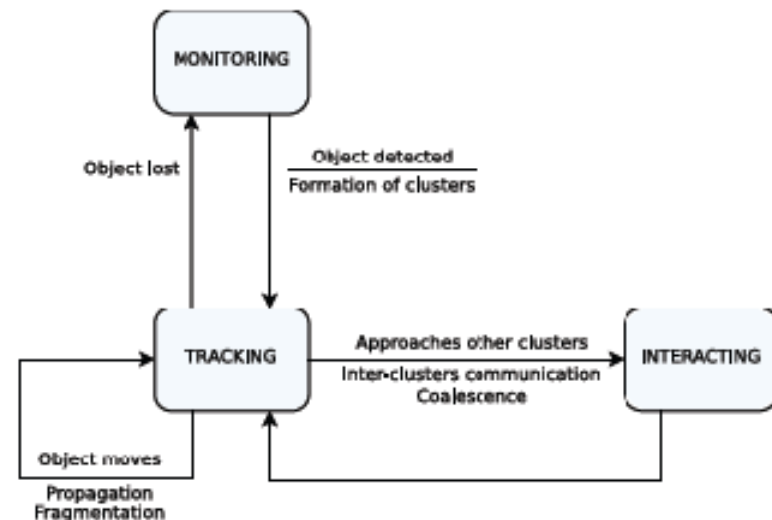 MONITORING
Object lost
Object detected
Formation of clusters
TRACKING
Approaches other clusters
Inter-clusters communication
Coalescence
INTERACTING
Object moves
Propagation
Fragmentation